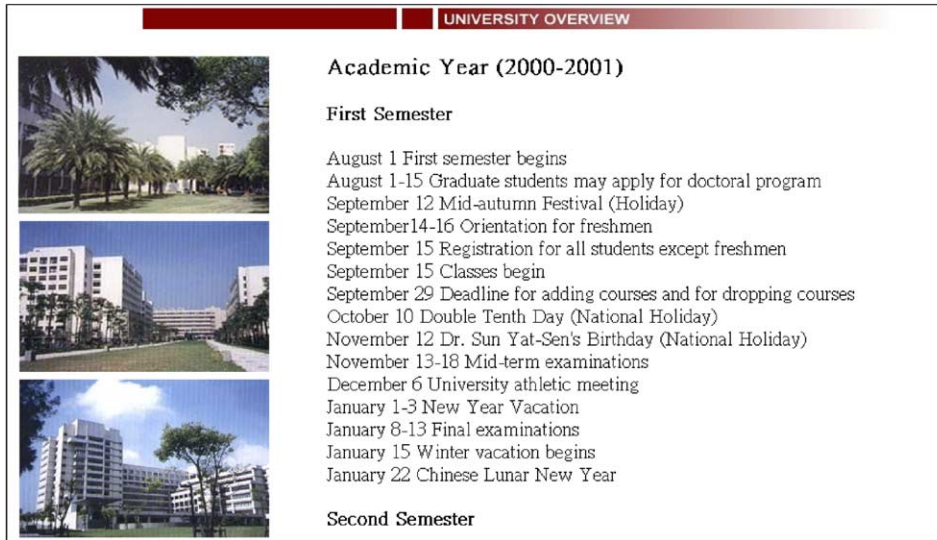 UNIVERSITY OVERVIEW
Academic Year (2000-2001)
First Semester
August 1 First semester begins
August 1-15 Graduate students may apply for doctoral program
September 12 Mid-autumn Festival (Holiday)
September14-16 Orientation for freshmen
September 15 Registration for all students except freshmen
September 15 Classes begin
September 29 Deadline for adding courses and for dropping courses
October 10 Double Tenth Day (National Holiday)
November 12 Dr. Sun Yat-Sen's Birthday (National Holiday)
November 13-18 Mid-term examinations
December 6 University athletic meeting
January 1-3 New Year Vacation
January 8-13 Final examinations
January 15 Winter vacation begins
January 22 Chinese Lunar New Year
Second Semester